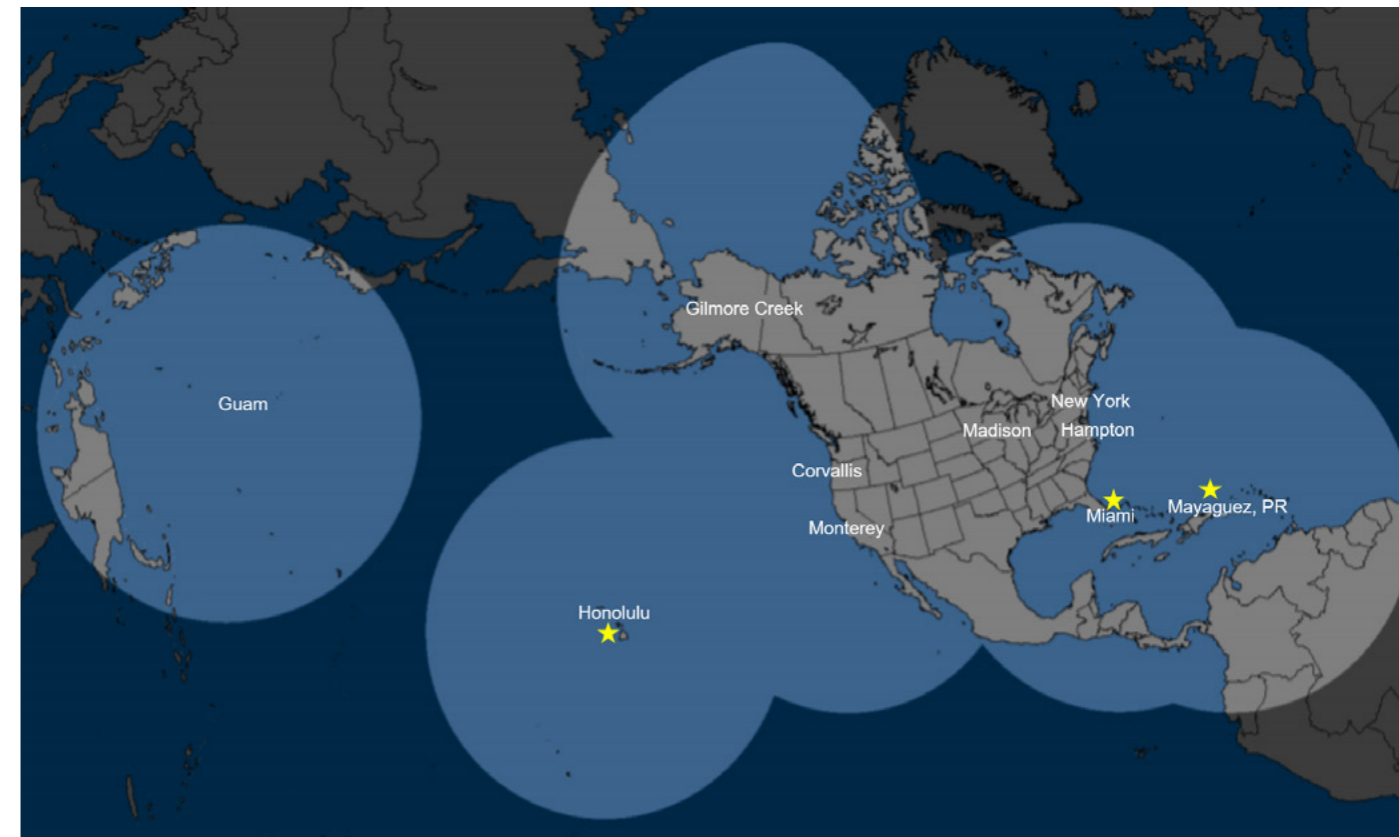 Gilmore Creek
Guam
New York
Madison
Hampton
Corvallis
Mayaguez, PR
Miami
Monterey
Honolulu